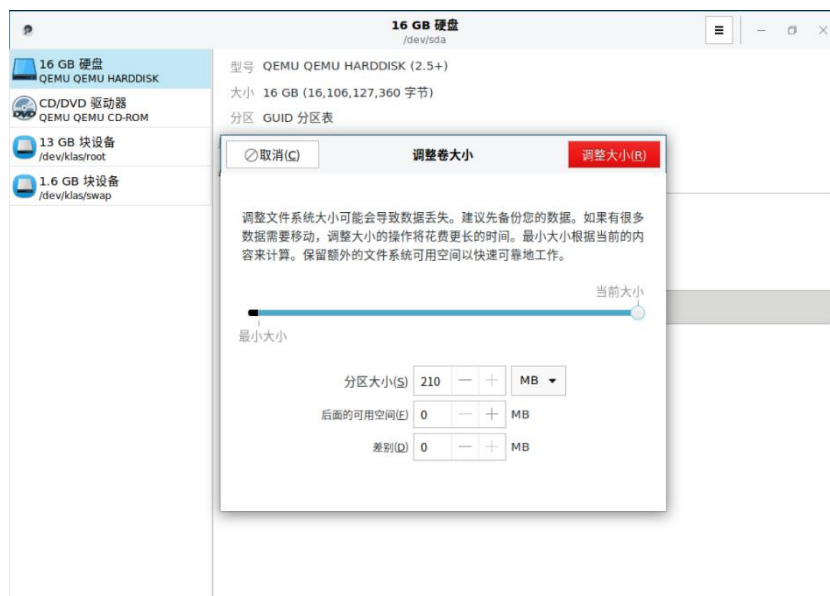 16 GB 硬盘
/dev/sda
16 GB 硬盘
QEMU QEMU HARDDISK
CD/DVD 驱动器
QEMU QEMU CD-ROM
13 GB 块设备
/dev/klas/root
1.6 GB 块设备
/dev/klas/swap
型号 QEMU QEMU HARDDISK (2.5+)
大小 16 GB (16,106,127,360 字节)
分区 GUID 分区表
取消(C)
调整卷大小
调整大小(R)
调整文件系统大小可能会导致数据丢失。建议先备份您的数据。如果有很多
数据需要移动，调整大小的操作将花费更长的时间。最小大小根据当前的内
容来计算。保留额外的文件系统可用空间以快速可靠地工作。
当前大小
最小大小
分区大小(S) 210 MB
后面的可用空间(F) 0 MB
差别(D) 0 MB